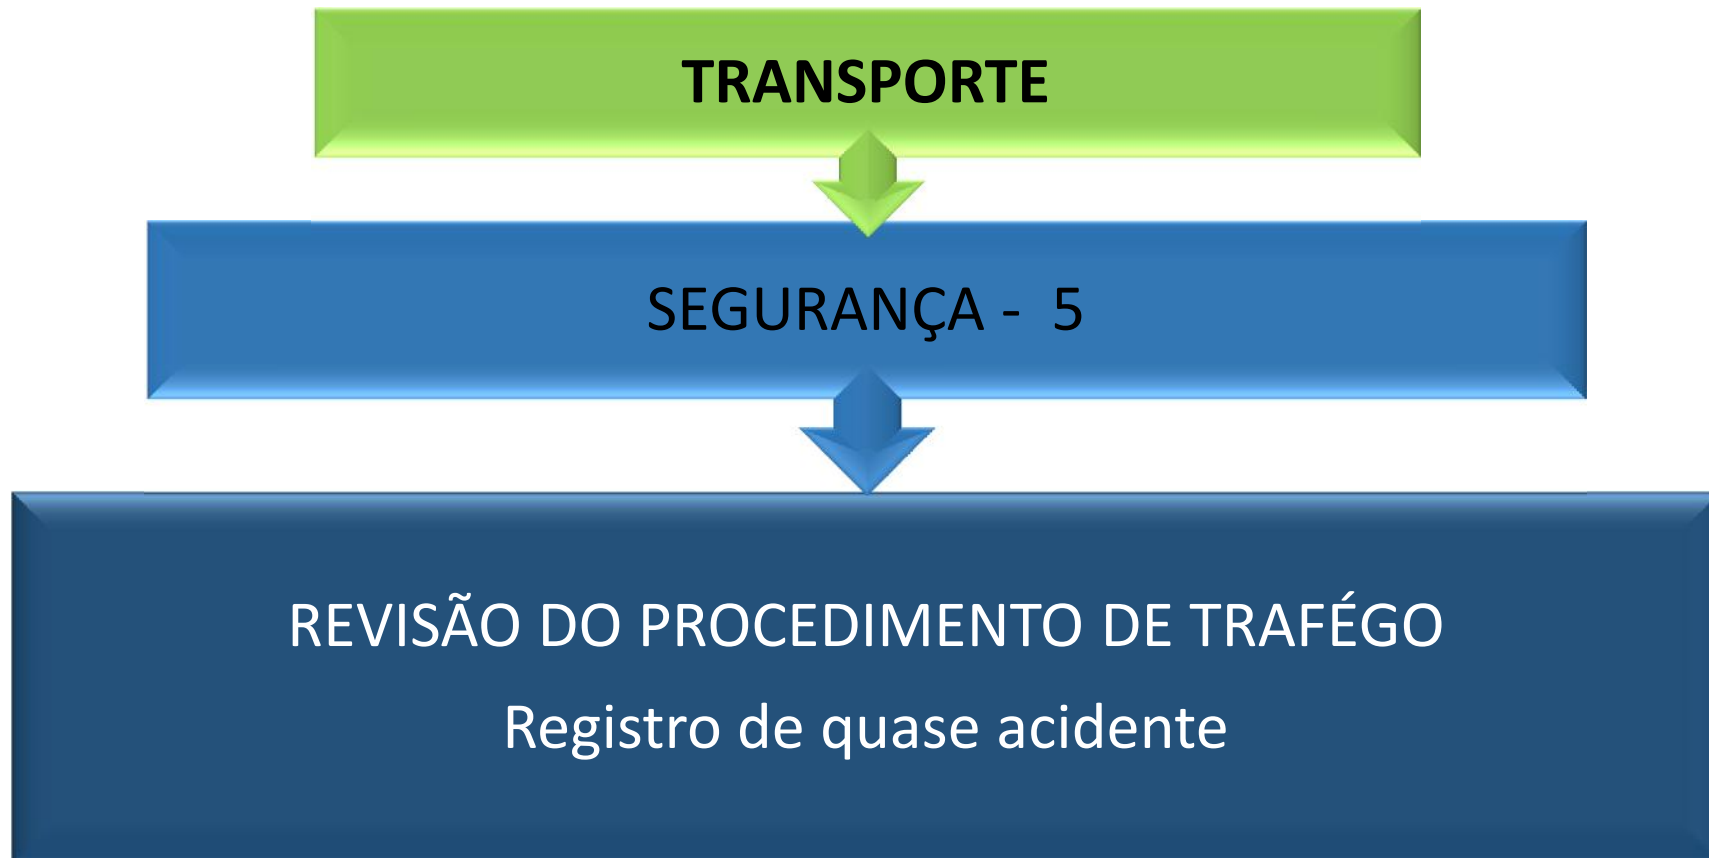 TRANSPORTE
SEGURANÇA - 5
REVISÃO DO PROCEDIMENTO DE TRAFÉGO
Registro de quase acidente